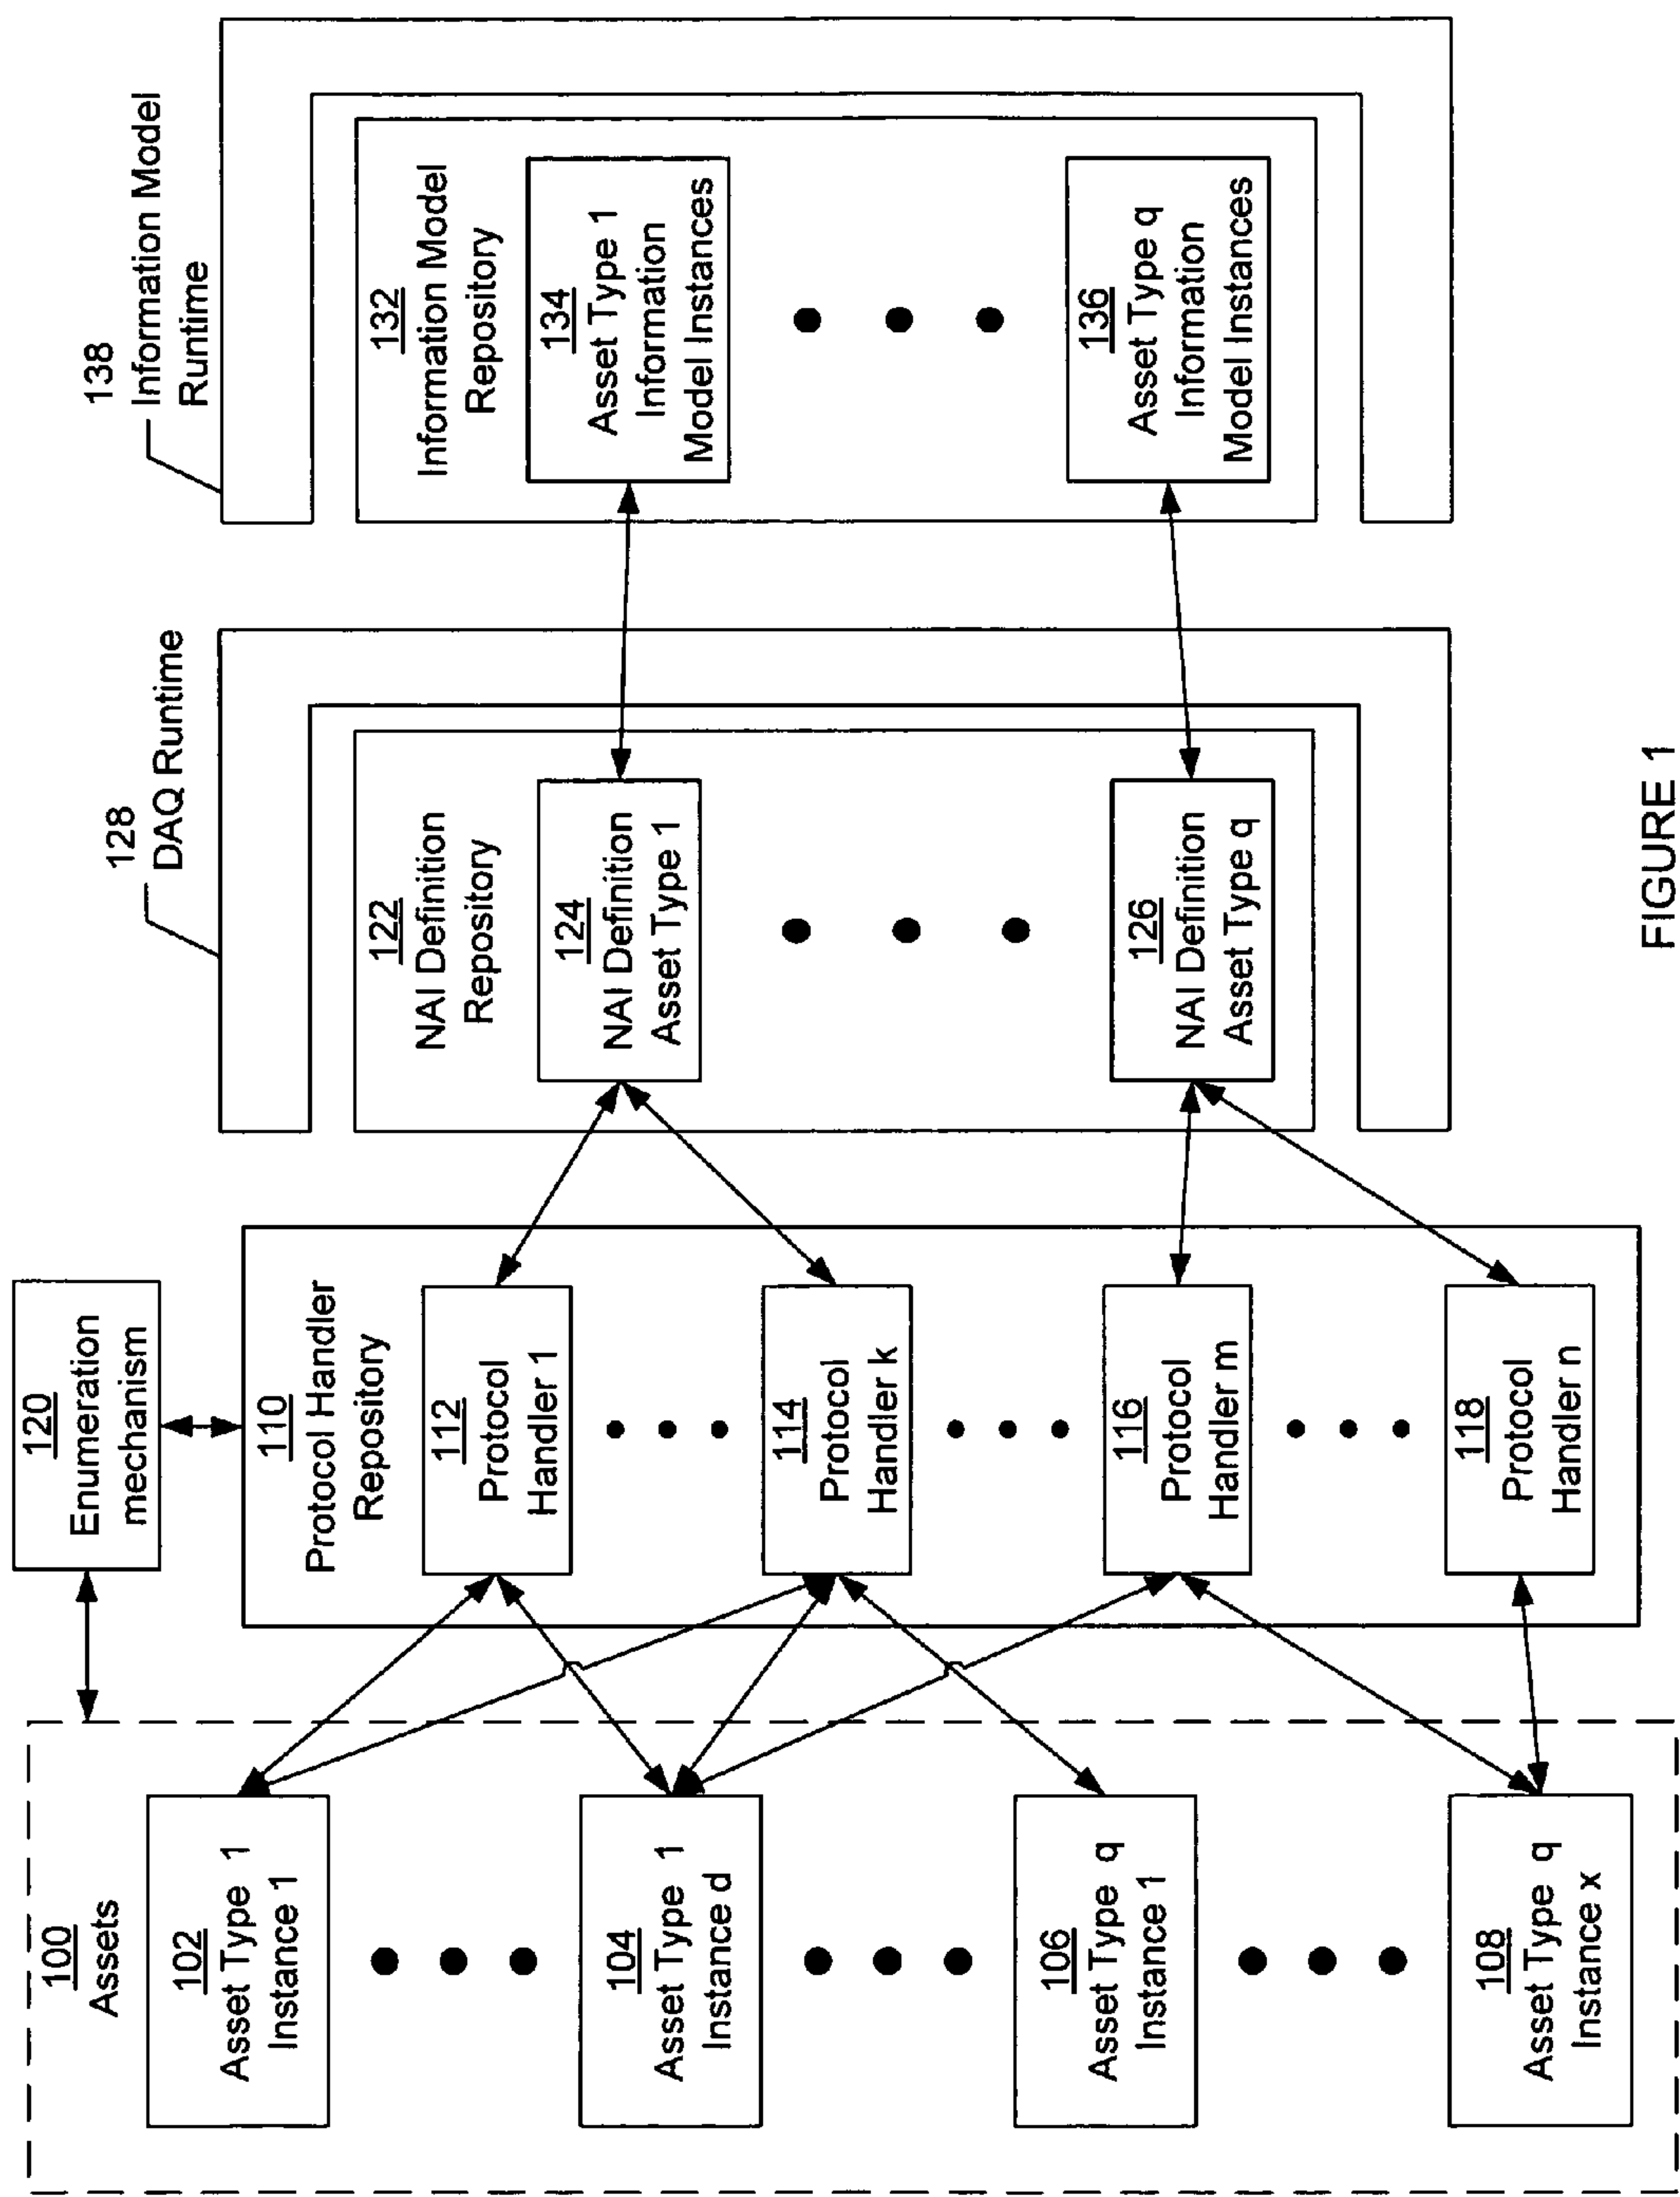 100
Assets
102
Asset Type 1
Instance 1
104
Asset Type 1
Instance d
106
Asset Type q
Instance 1
108
Asset Type q
Instance x
120
Enumeration
mechanism
110
Protocol Handler
Repository
112
Protocol
Handler 1
114
Protocol
Handler k
116
Protocol
Handler m
118
Protocol
Handler n
128
DAQ Runtime
122
NAI Definition
Repository
124
NAI Definition
Asset Type 1
126
NAI Definition
Asset Type q
138
Information Model
Runtime
132
Information Model
Repository
134
Asset Type 1
Information
Model Instances
136
Asset Type q
Information
Model Instances
FIGURE 1